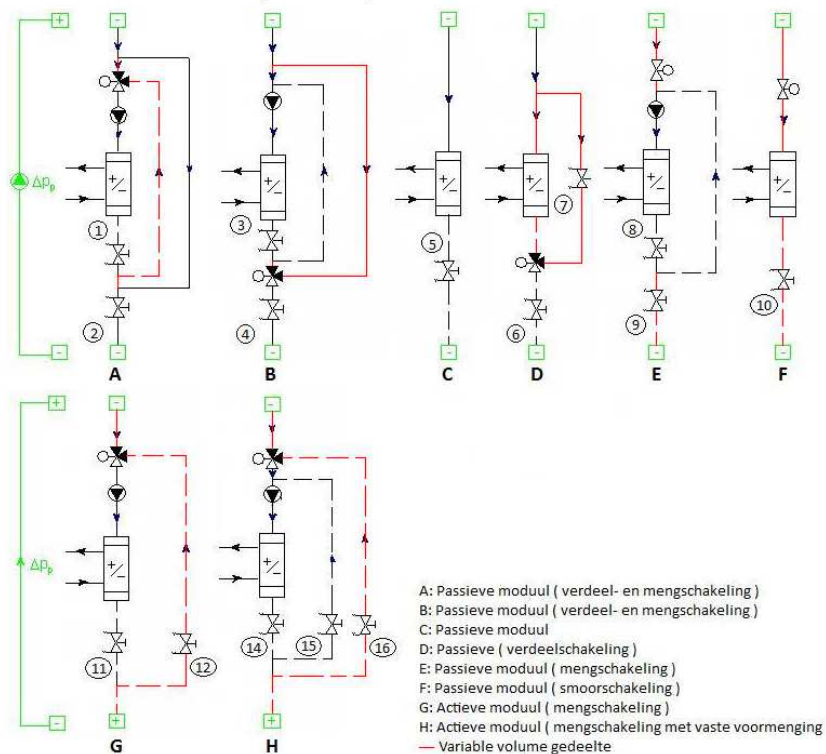 + - - - - - -
Δpp
+/- +/- +/- +/- +/- +/-
1 3 5 7 8 10
2 4 6 9
- - - - - - -
A B C D E F
+ - -
Δpp
+/- +/-
11 12 14 15 16
- + +
G H
A: Passieve moduul ( verdeel- en mengschakeling )
B: Passieve moduul ( verdeel- en mengschakeling )
C: Passieve moduul
D: Passieve ( verdeelschakeling )
E: Passieve moduul ( mengschakeling )
F: Passieve moduul ( smoorschakeling )
G: Actieve moduul ( mengschakeling )
H: Actieve moduul ( mengschakeling met vaste voormenging
— Variable volume gedeelte